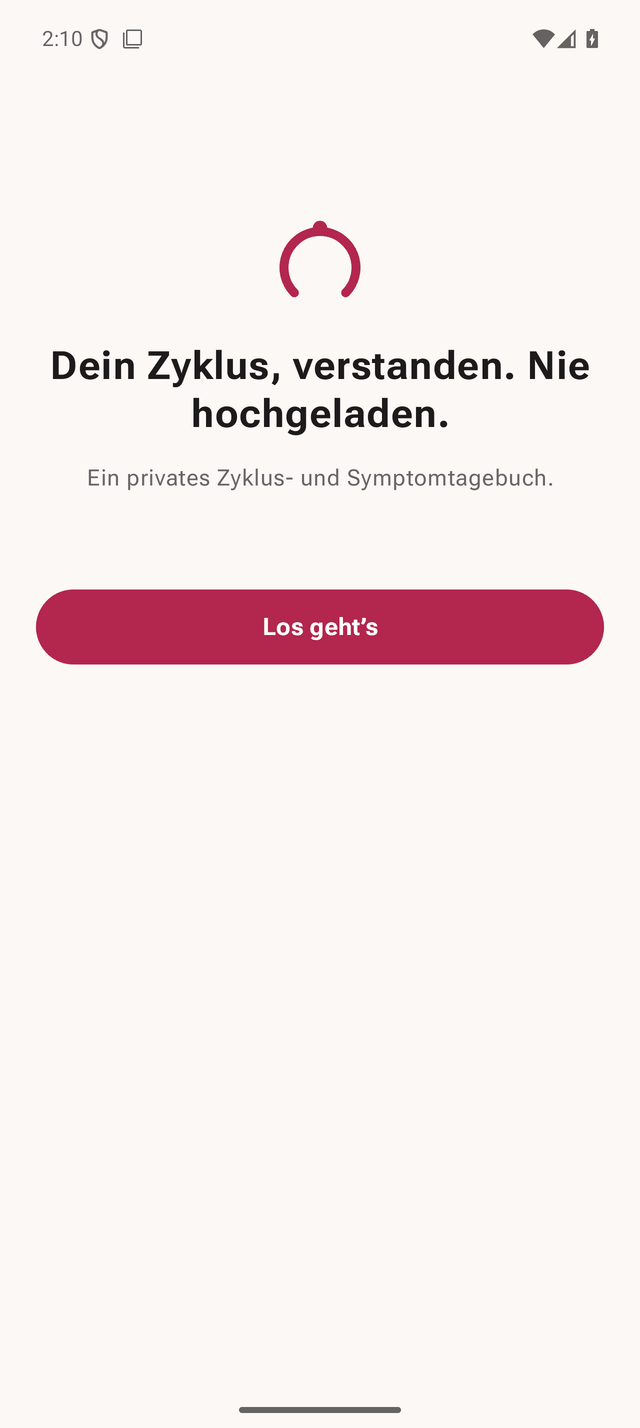 2:10
Dein Zyklus, verstanden. Nie
hochgeladen.
Ein privates Zyklus- und Symptomtagebuch.
Los geht’s